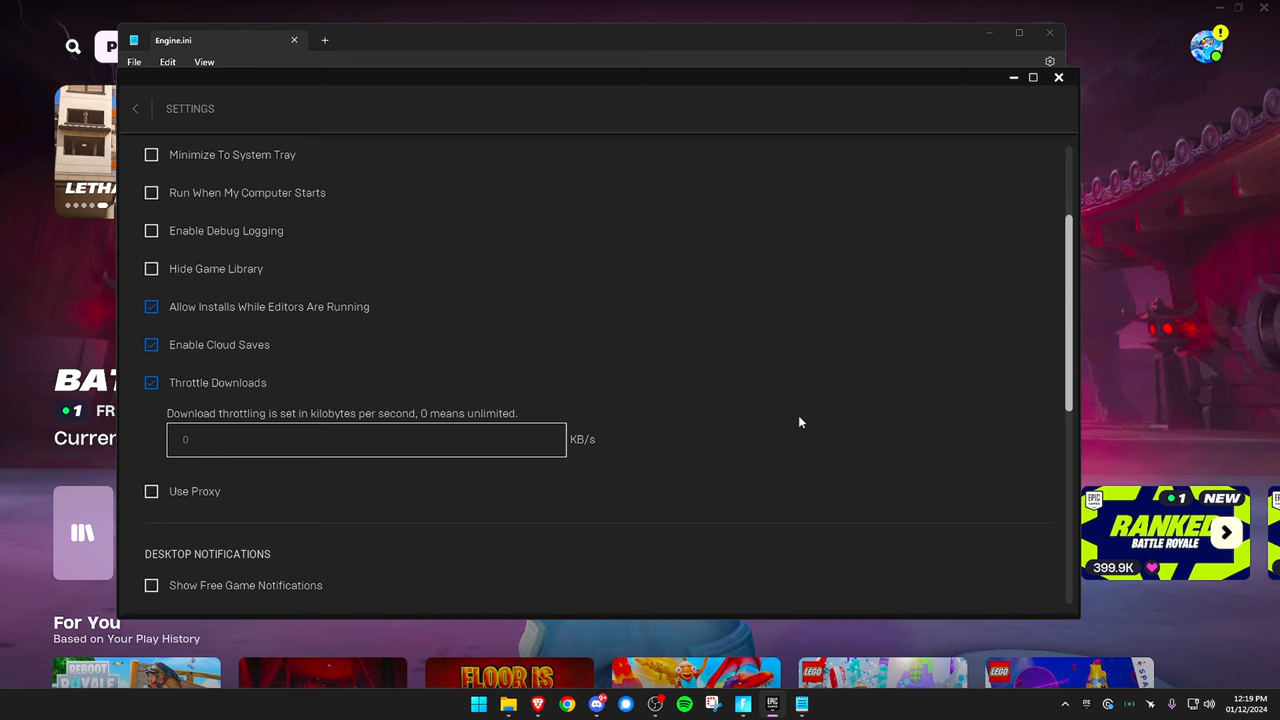 Engine.ini
File Edit View
SETTINGS
Minimize To System Tray
Run When My Computer Starts
Enable Debug Logging
Hide Game Library
Allow Installs While Editors Are Running
Enable Cloud Saves
Throttle Downloads
Download throttling is set in kilobytes per second, 0 means unlimited.
0 KB/s
Use Proxy
DESKTOP NOTIFICATIONS
Show Free Game Notifications
P
LETHA
BAT
1 FR
Curren
EPIC GAMES 1 NEW
RANKED
BATTLE ROYALE
399.9K
For You
Based on Your Play History
REBOOT
ROYALE
FLOOR IS
LEGO
LEGO
12:19 PM
01/12/2024